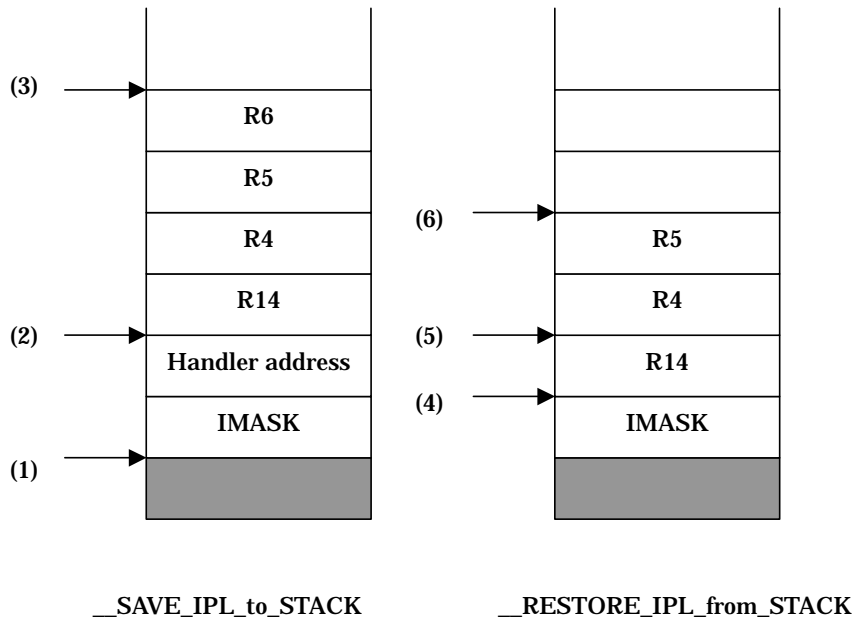 (3)
R6
R5
R4
R14
(2)
Handler address
IMASK
(1)
__SAVE_IPL_to_STACK
(6)
R5
R4
(5)
R14
(4)
IMASK
__RESTORE_IPL_from_STACK